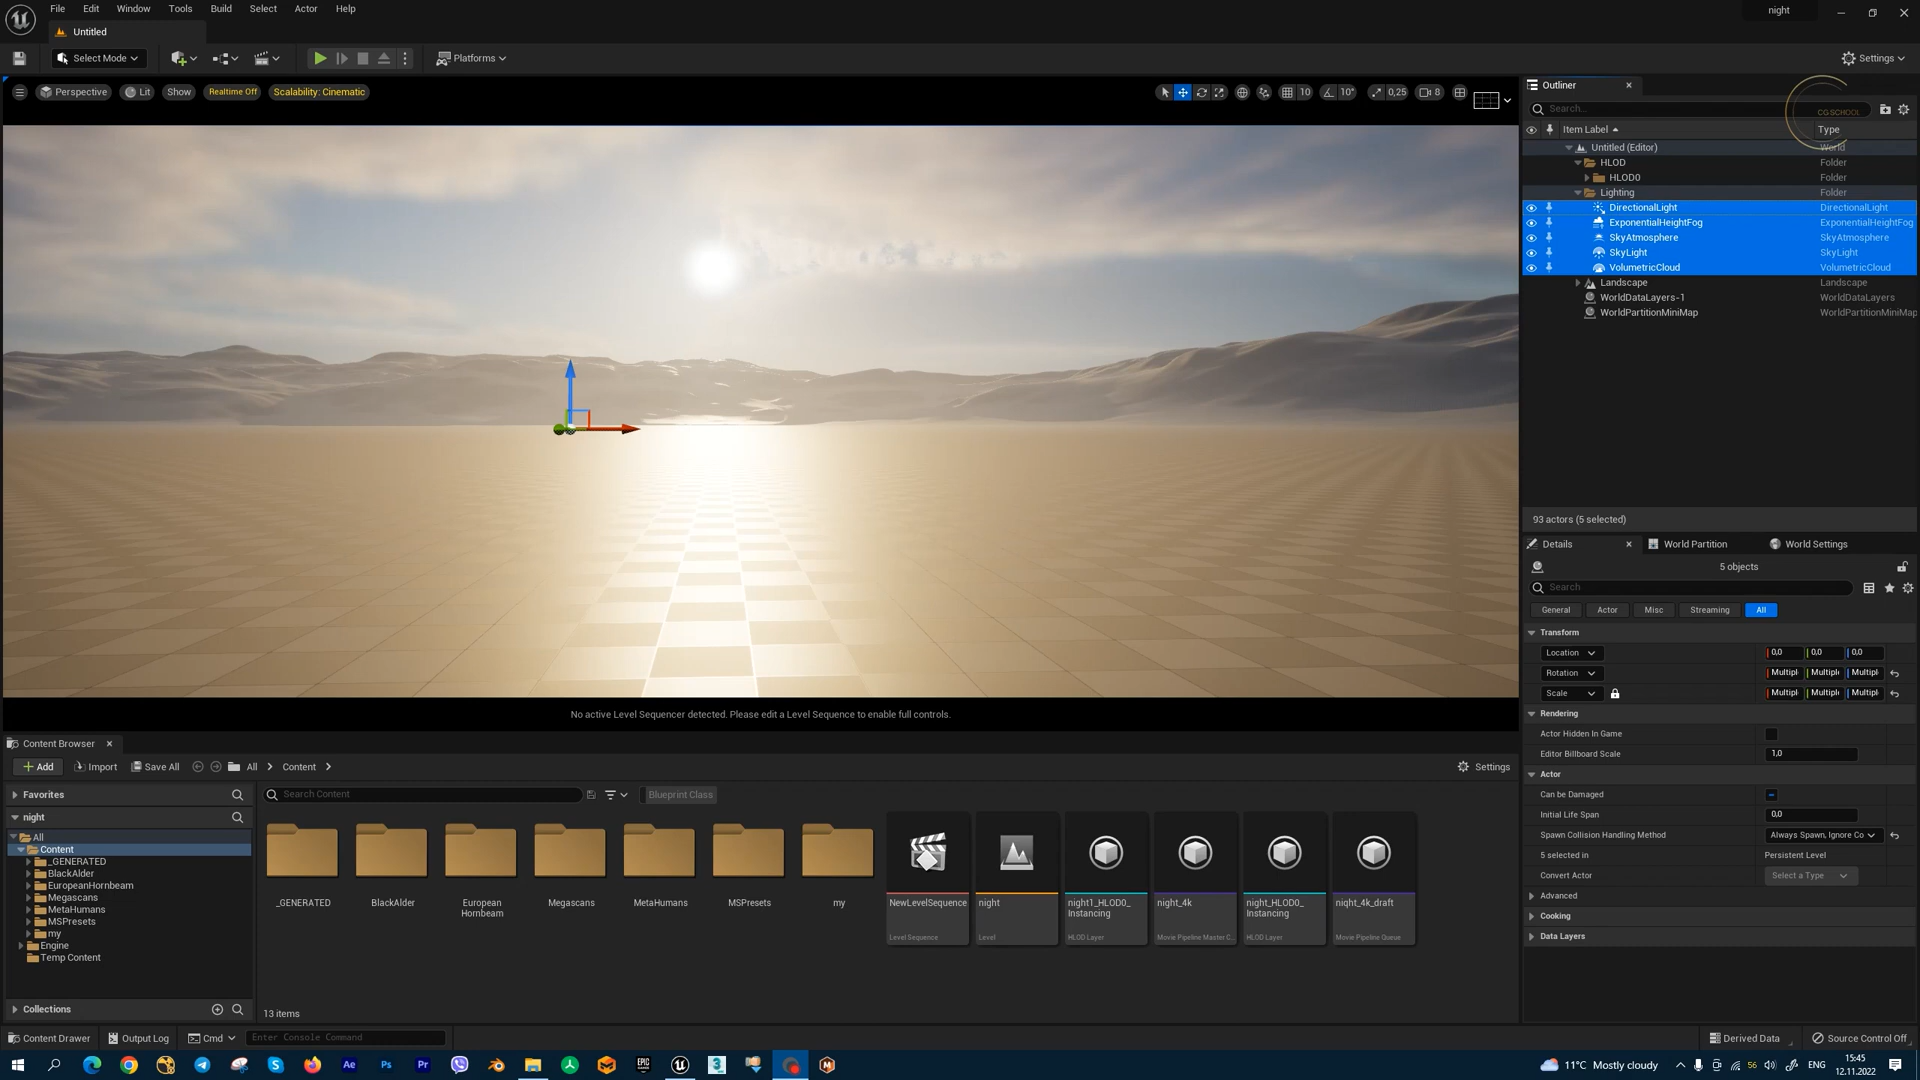 File Edit Window Tools Build Select Actor Help
night
Untitled
Select Mode
Platforms
Settings
Perspective Lit Show Realtime Off Scalability: Cinematic
10 10° 0,25 8
Outliner
Search...
CGSCHOOL
Item Label Type
Untitled (Editor) World
HLOD Folder
HLOD0 Folder
Lighting Folder
DirectionalLight DirectionalLight
ExponentialHeightFog ExponentialHeightFog
SkyAtmosphere SkyAtmosphere
SkyLight SkyLight
VolumetricCloud VolumetricCloud
Landscape Landscape
WorldDataLayers-1 WorldDataLayers
WorldPartitionMiniMap WorldPartitionMiniMap
93 actors (5 selected)
Details World Partition World Settings
5 objects
Search
General Actor Misc Streaming All
Transform
Location 0,0 0,0 0,0
Rotation Multipl Multipl Multipl
Scale Multipl Multipl Multipl
Rendering
Actor Hidden In Game
Editor Billboard Scale 1,0
Actor
Can be Damaged
Initial Life Span 0,0
Spawn Collision Handling Method Always Spawn, Ignore Co
5 selected in Persistent Level
Convert Actor Select a Type
Advanced
Cooking
Data Layers
No active Level Sequencer detected. Please edit a Level Sequence to enable full controls.
Content Browser
Add Import Save All All Content
Settings
Favorites
night
All
Content
_GENERATED
BlackAlder
EuropeanHornbeam
Megascans
MetaHumans
MSPresets
my
Engine
Temp Content
Collections
Search Content
Blueprint Class
_GENERATED
BlackAlder
European
Hornbeam
Megascans
MetaHumans
MSPresets
my
NewLevelSequence
Level Sequence
night
Level
night1_HLOD0_
Instancing
HLOD Layer
night_4k
Movie Pipeline Master C...
night_HLOD0_
Instancing
HLOD Layer
night_4k_draft
Movie Pipeline Queue
13 items
Content Drawer Output Log Cmd Enter Console Command
Derived Data Source Control Off
Ae Ps Pr
EPIC
GAMES
3
11°C Mostly cloudy
56
ENG
15:45
12.11.2022